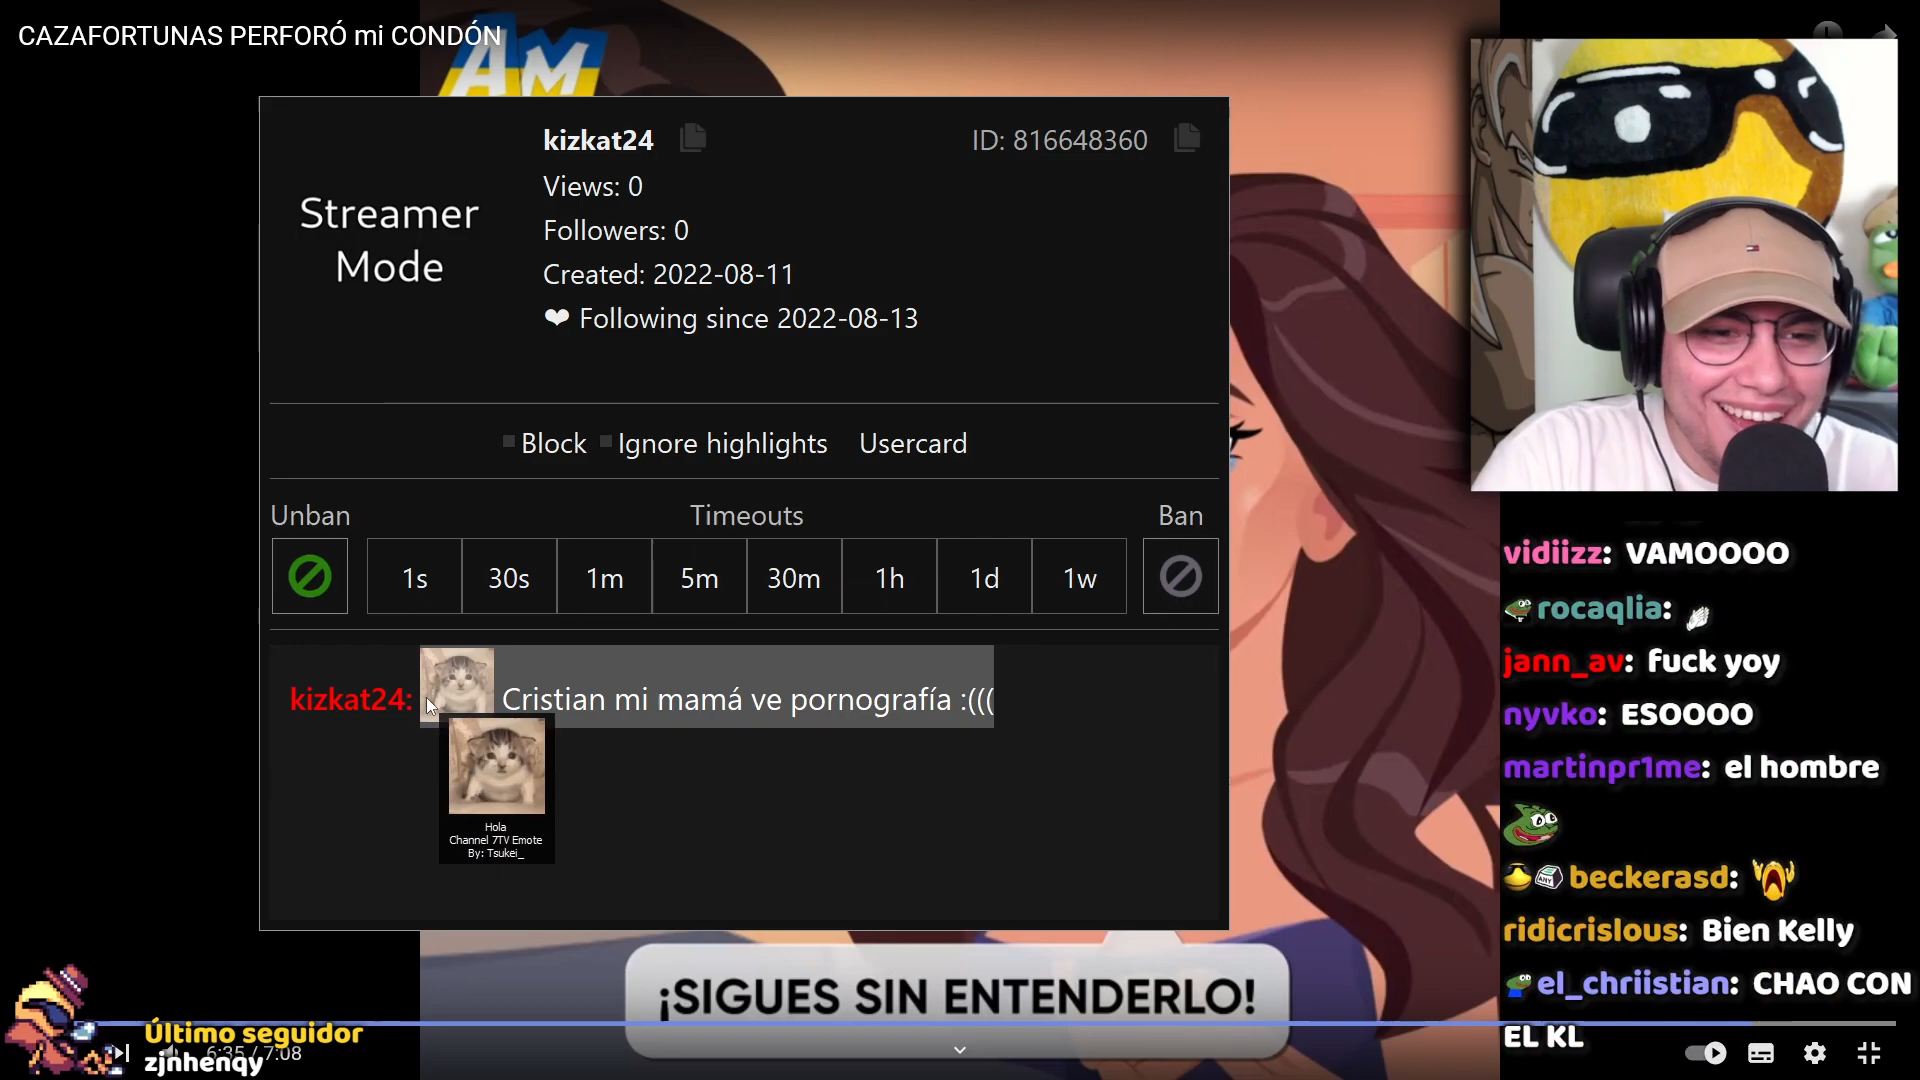 CAZAFORTUNAS PERFORÓ mi CONDÓN
AM
Streamer
Mode
kizkat24
ID: 816648360
Views: 0
Followers: 0
Created: 2022-08-11
❤ Following since 2022-08-13
Block
Ignore highlights
Usercard
Unban
Timeouts
Ban
1s
30s
1m
5m
30m
1h
1d
1w
kizkat24: Cristian mi mamá ve pornografía :(((
Hola
Channel 7TV Emote
By: Tsukei_
¡SIGUES SIN ENTENDERLO!
vidiizz: VAMOOOO
rocaqlia:
jann_av: fuck yoy
nyvko: ESOOOO
martinpr1me: el hombre
ANY
beckerasd:
ridicrislous: Bien Kelly
el_chriistian: CHAO CON
EL KL
Último seguidor
zjnhenqy
6:35 / 7:08